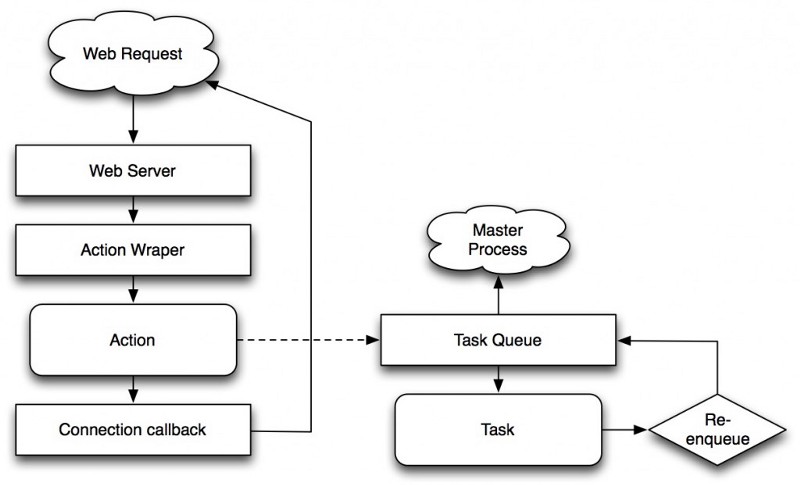 Web Request
Web Server
Action Wraper
Action
Connection callback
Master
Process
Task Queue
Task
Re-
enqueue